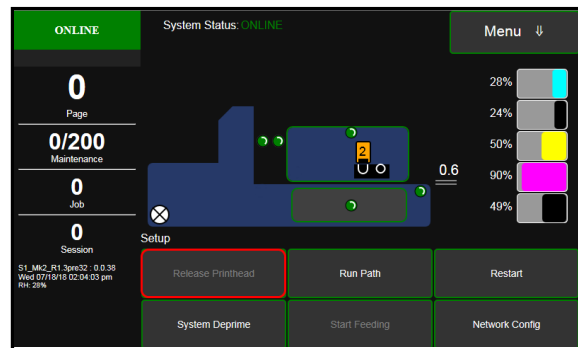 ONLINE
System Status: ONLINE
Menu ⇓
0
Page
0/200
Maintenance
0
Job
0
Session
S1_Mk2_R1.3pre32 : 0.0.38
Wed 07/18/18 02:04:03 pm
RH: 28%
2
0.6
28%
24%
50%
90%
49%
Setup
Release Printhead
Run Path
Restart
System Deprime
Start Feeding
Network Config